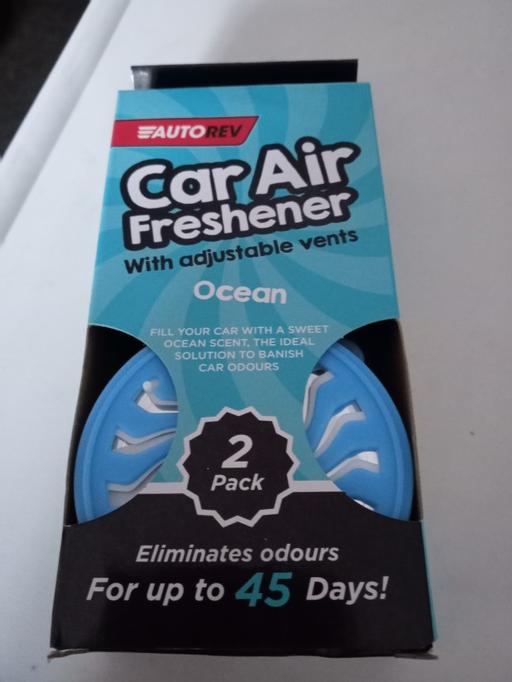 AUTOREV
Car Air
Freshener
With adjustable vents
Ocean
FILL YOUR CAR WITH A SWEET
OCEAN SCENT, THE IDEAL
SOLUTION TO BANISH
CAR ODOURS
2
Pack
Eliminates odours
For up to 45 Days!